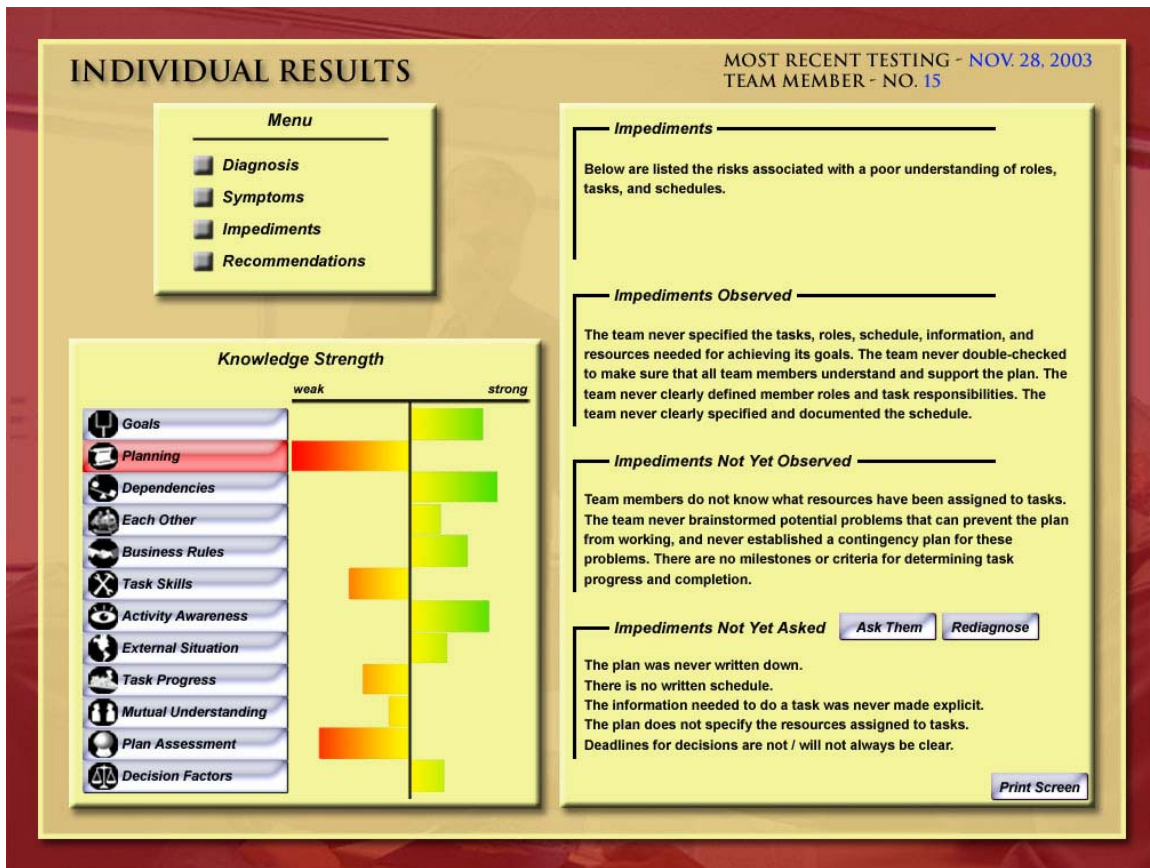 INDIVIDUAL RESULTS
MOST RECENT TESTING - NOV. 28, 2003
TEAM MEMBER - NO. 15
Menu
Diagnosis
Symptoms
Impediments
Recommendations
Knowledge Strength
weak strong
Goals
Planning
Dependencies
Each Other
Business Rules
Task Skills
Activity Awareness
External Situation
Task Progress
Mutual Understanding
Plan Assessment
Decision Factors
Impediments
Below are listed the risks associated with a poor understanding of roles,
tasks, and schedules.
Impediments Observed
The team never specified the tasks, roles, schedule, information, and
resources needed for achieving its goals. The team never double-checked
to make sure that all team members understand and support the plan. The
team never clearly defined member roles and task responsibilities. The
team never clearly specified and documented the schedule.
Impediments Not Yet Observed
Team members do not know what resources have been assigned to tasks.
The team never brainstormed potential problems that can prevent the plan
from working, and never established a contingency plan for these
problems. There are no milestones or criteria for determining task
progress and completion.
Impediments Not Yet Asked Ask Them Rediagnose
The plan was never written down.
There is no written schedule.
The information needed to do a task was never made explicit.
The plan does not specify the resources assigned to tasks.
Deadlines for decisions are not / will not always be clear.
Print Screen